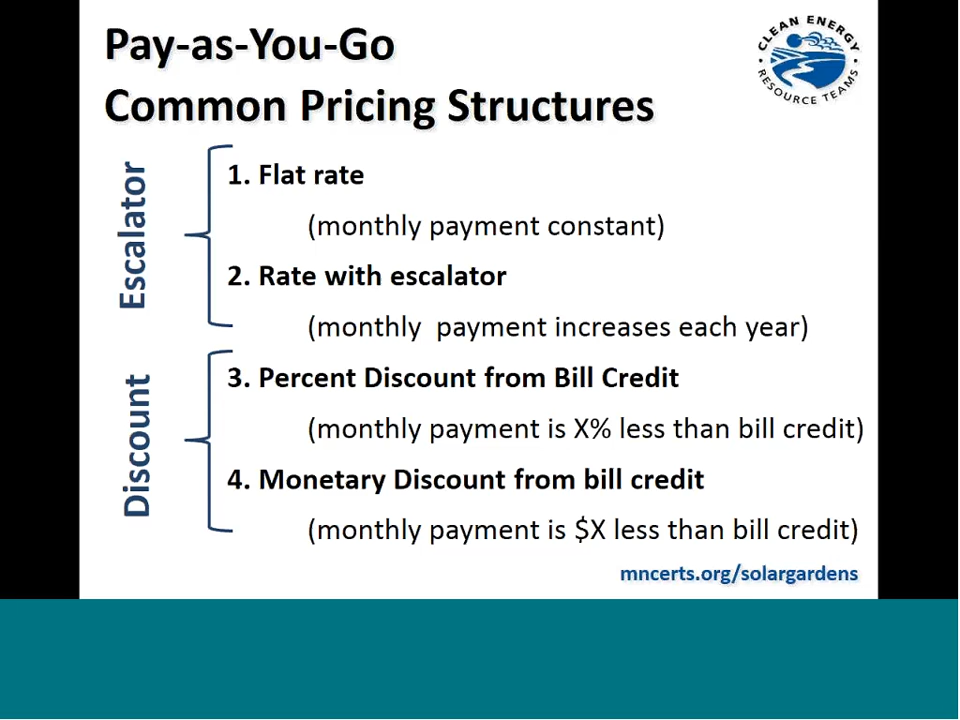 Pay-as-You-Go
Common Pricing Structures
CLEAN ENERGY
RESOURCE TEAMS
Escalator
1. Flat rate
(monthly payment constant)
2. Rate with escalator
(monthly payment increases each year)
Discount
3. Percent Discount from Bill Credit
(monthly payment is X% less than bill credit)
4. Monetary Discount from bill credit
(monthly payment is $X less than bill credit)
mncerts.org/solargardens